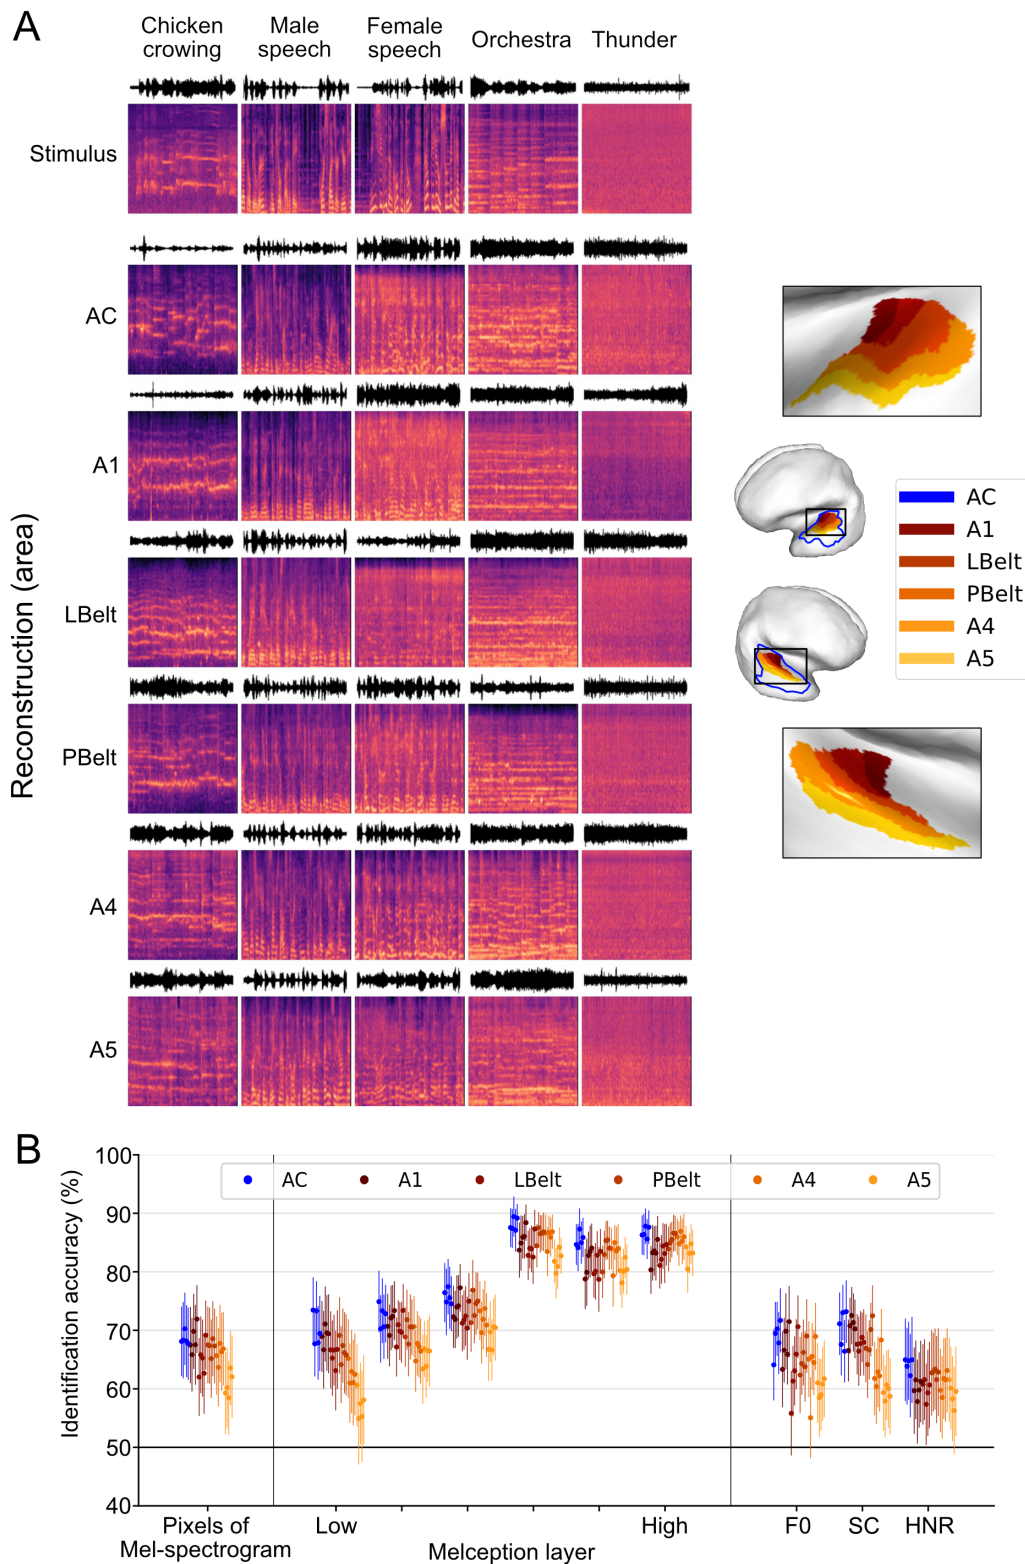 A
Chicken crowing
Male speech
Female speech
Orchestra
Thunder
Stimulus
Reconstruction (area)
AC
A1
LBelt
PBelt
A4
A5
AC
A1
LBelt
PBelt
A4
A5
B
Identification accuracy (%)
100
90
80
70
60
50
40
AC A1 LBelt PBelt A4 A5
Pixels of
Mel-spectrogram
Low High
Melception layer
F0 SC HNR